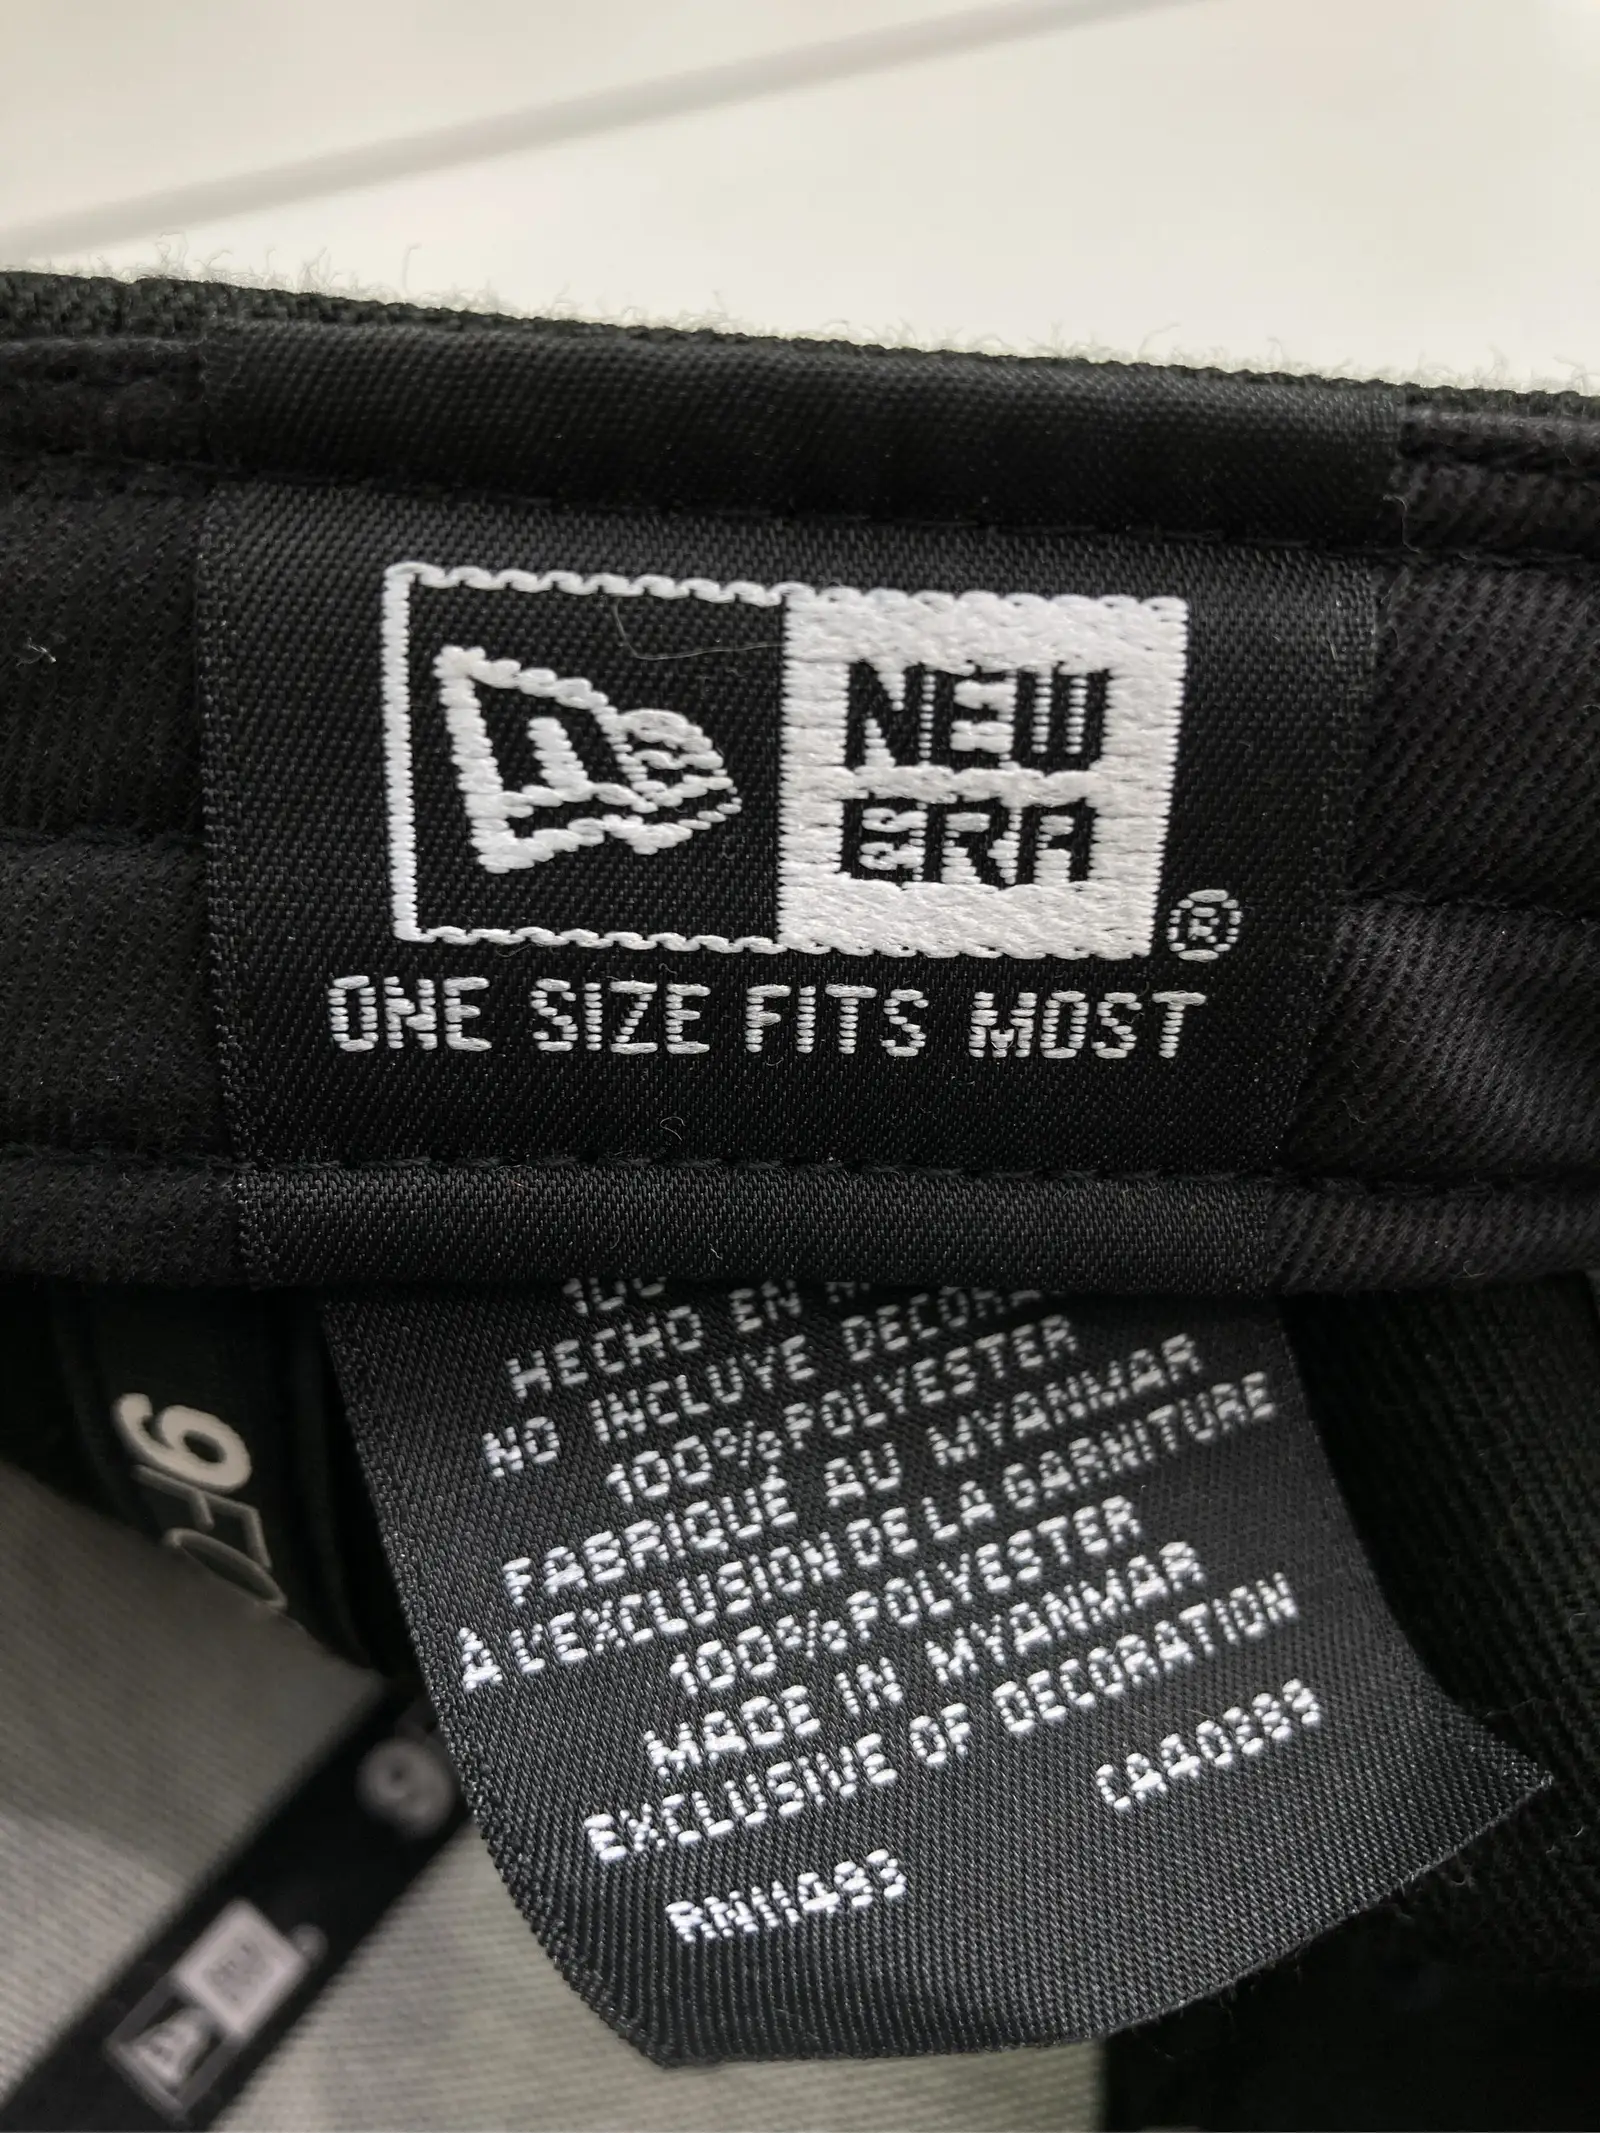 NEW
ERA
®
ONE SIZE FITS MOST
HECHO EN
NO INCLUYE
100%POLYESTER
FABRIQUÉ AU MYANMAR
À L'EXCLUSION DE LA GARNITURE
100%POLYESTER
MADE IN MYANMAR
EXCLUSIVE OF DECORATION
RN11493
9FO